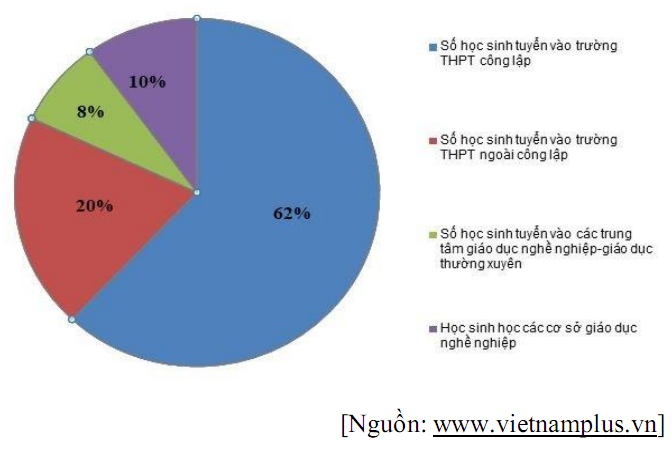 10%
8%
20%
62%
Số học sinh tuyển vào trường
THPT công lập
Số học sinh tuyển vào trường
THPT ngoài công lập
Số học sinh tuyển vào các trung
tâm giáo dục nghề nghiệp-giáo dục
thường xuyên
Học sinh học các cơ sở giáo dục
nghề nghiệp
[Nguồn: www.vietnamplus.vn]